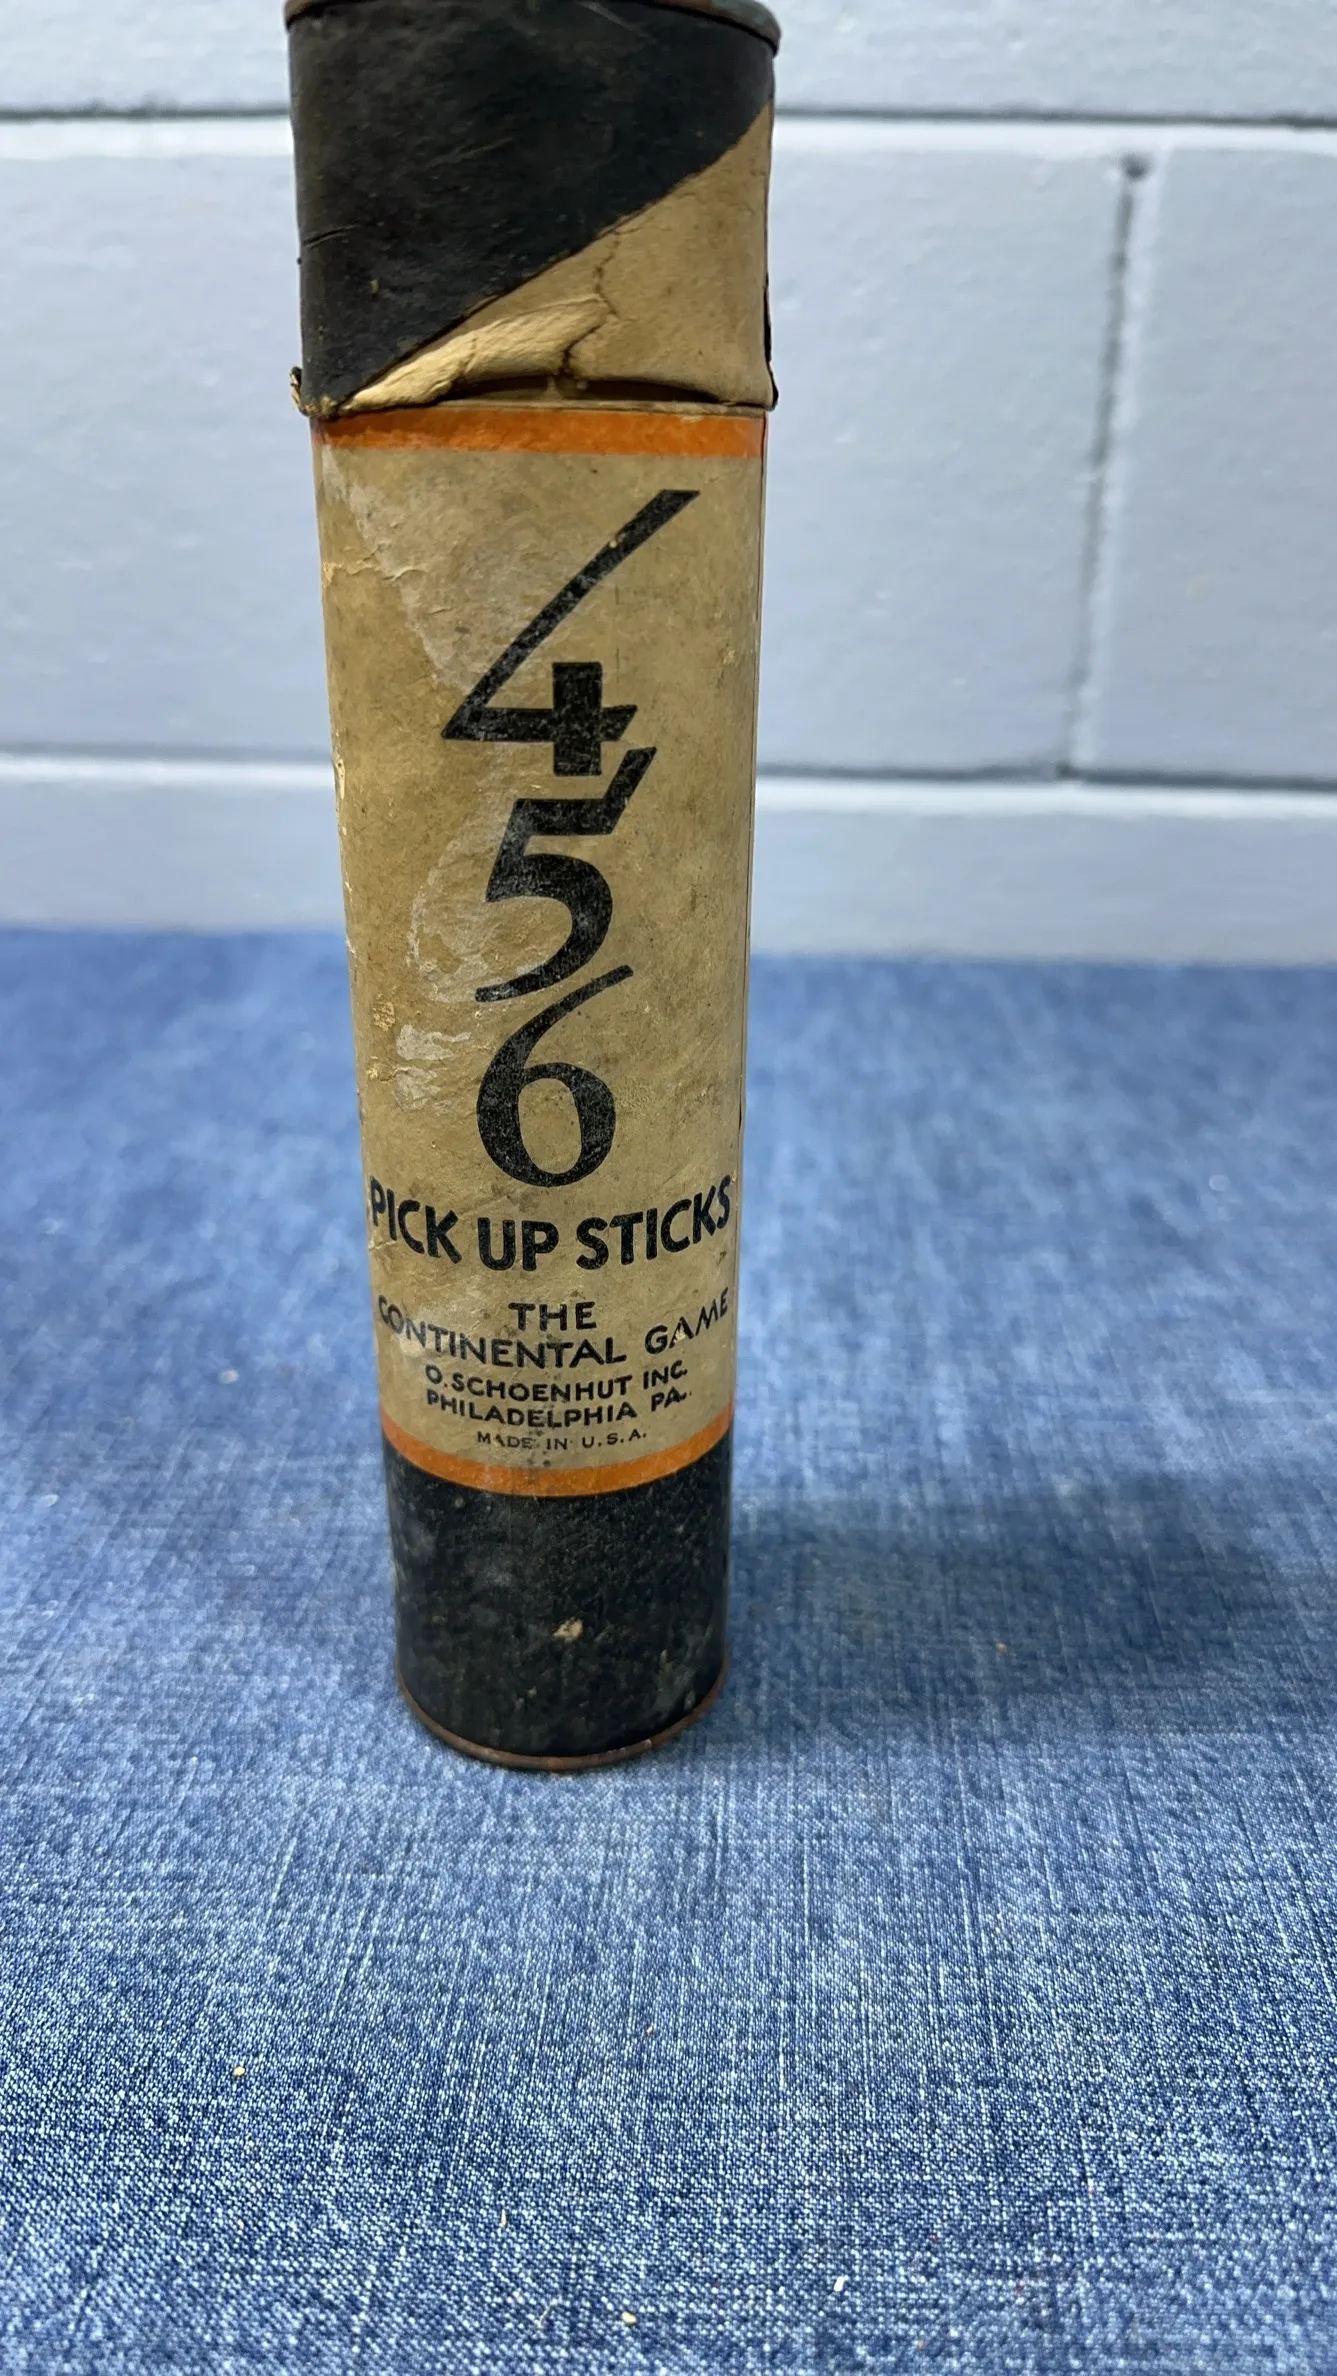 4
5
6
PICK UP STICKS
THE
CONTINENTAL GAME
O. SCHOENHUT INC.
PHILADELPHIA PA.
MADE IN U.S.A.